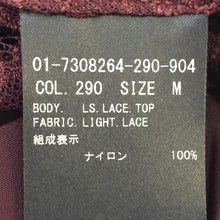 01-7308264-290-904
COL. 290 SIZE M
BODY. LS. LACE. TOP
FABRIC. LIGHT. LACE
組成表示
ナイロン 100%